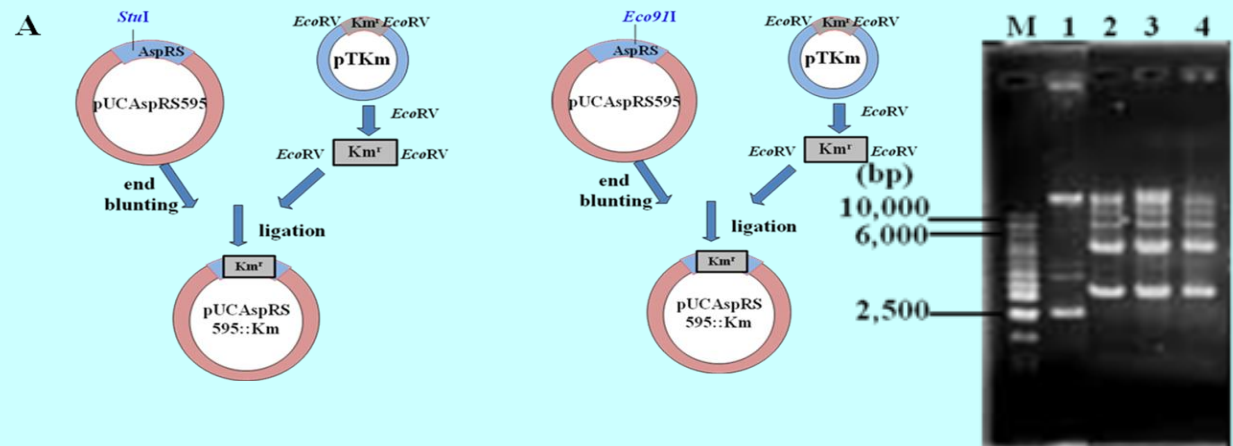 A
StuI
AspRS
pUCAspRS595
EcoRV Kmʳ EcoRV
pTKm
EcoRV
EcoRV Kmʳ EcoRV
end
blunting
ligation
Kmʳ
pUCAspRS
595::Km
Eco91I
AspRS
pUCAspRS595
EcoRV Kmʳ EcoRV
pTKm
EcoRV
EcoRV Kmʳ EcoRV
end
blunting
ligation
Kmʳ
pUCAspRS
595::Km
M 1 2 3 4
(bp)
10,000
6,000
2,500